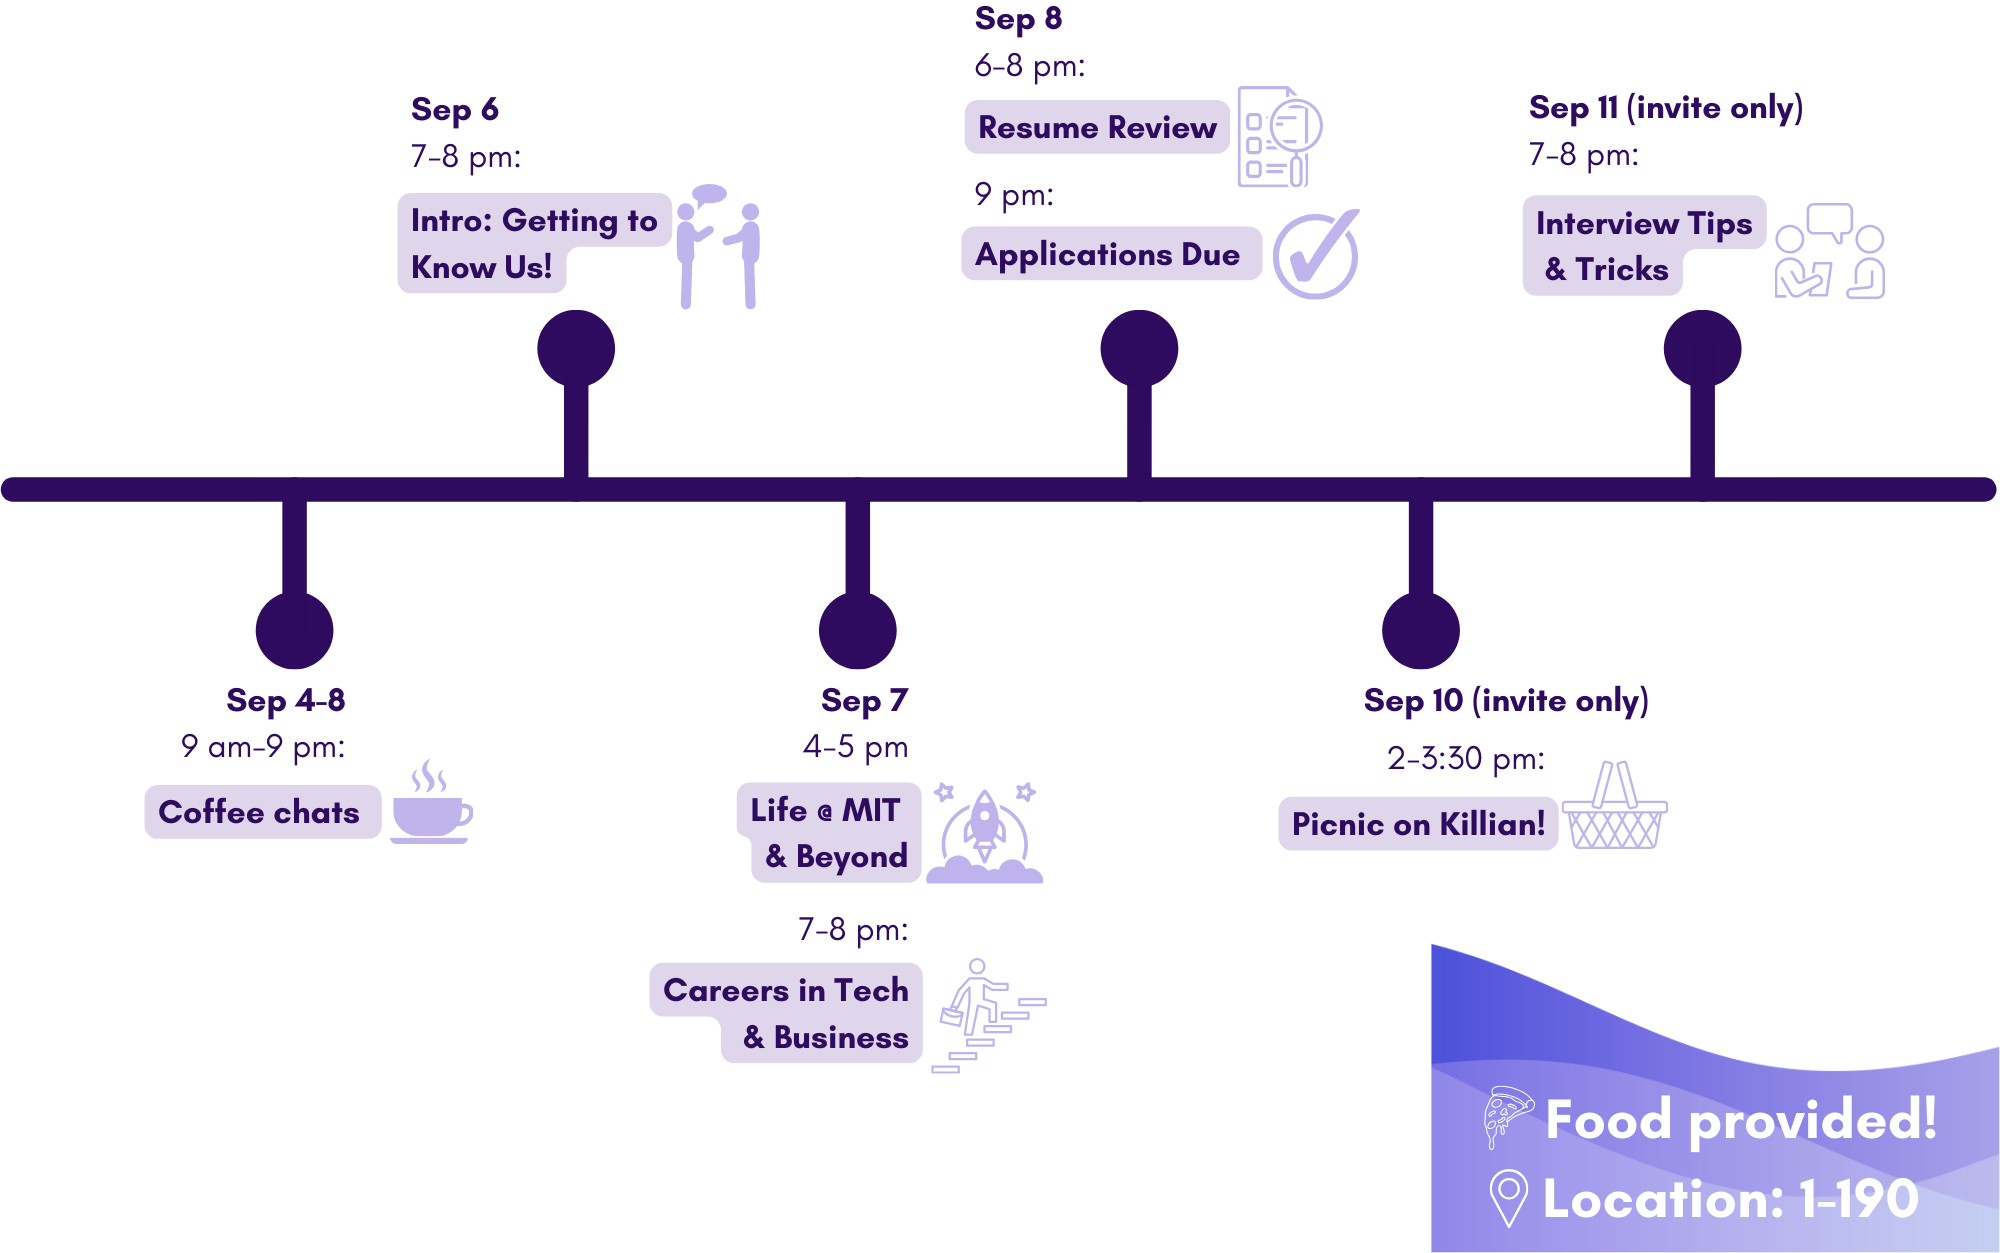 Sep 4-8
9 am-9 pm:
Coffee chats
Sep 6
7-8 pm:
Intro: Getting to
Know Us!
Sep 7
4-5 pm
Life @ MIT
& Beyond
7-8 pm:
Careers in Tech
& Business
Sep 8
6-8 pm:
Resume Review
9 pm:
Applications Due
Sep 10 (invite only)
2-3:30 pm:
Picnic on Killian!
Sep 11 (invite only)
7-8 pm:
Interview Tips
& Tricks
Food provided!
Location: 1-190